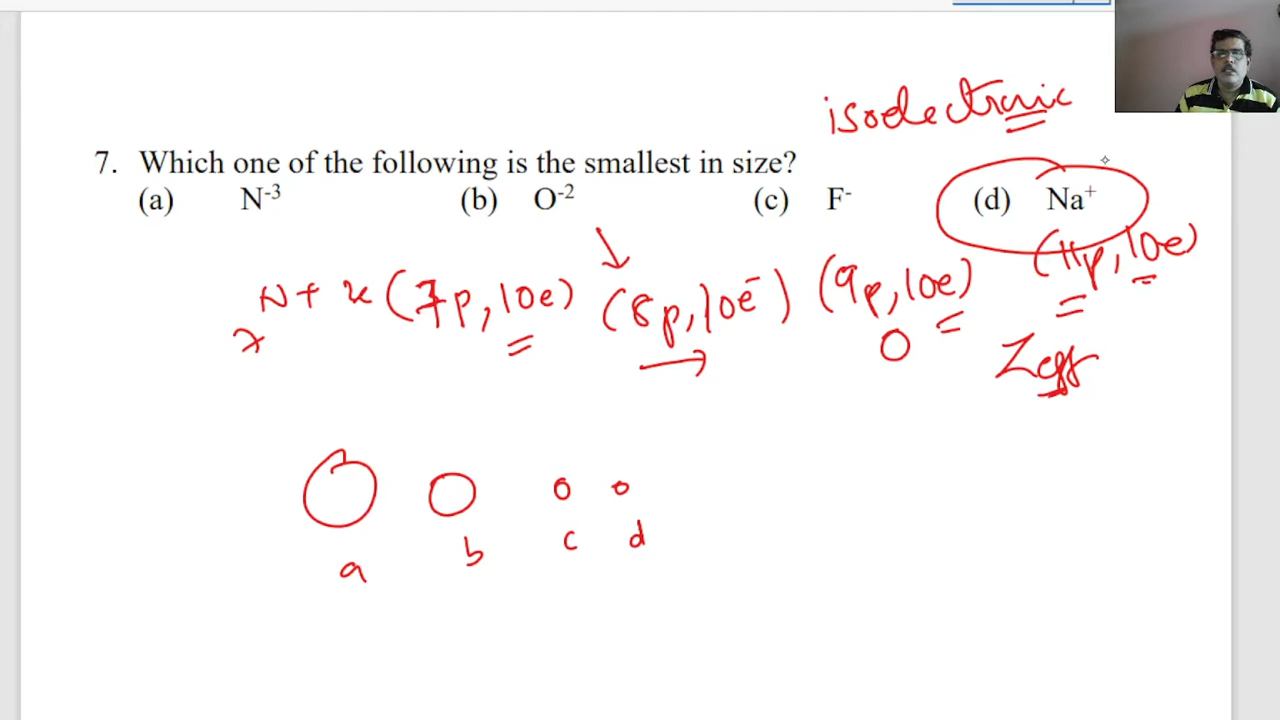 isoelectronic
7. Which one of the following is the smallest in size?
(a) N-3 (b) O-2 (c) F- (d) Na+
7N + x (7p, 10e) (8p, 10e-) (9p, 10e) (11p, 10e)
Zeff
a b c d